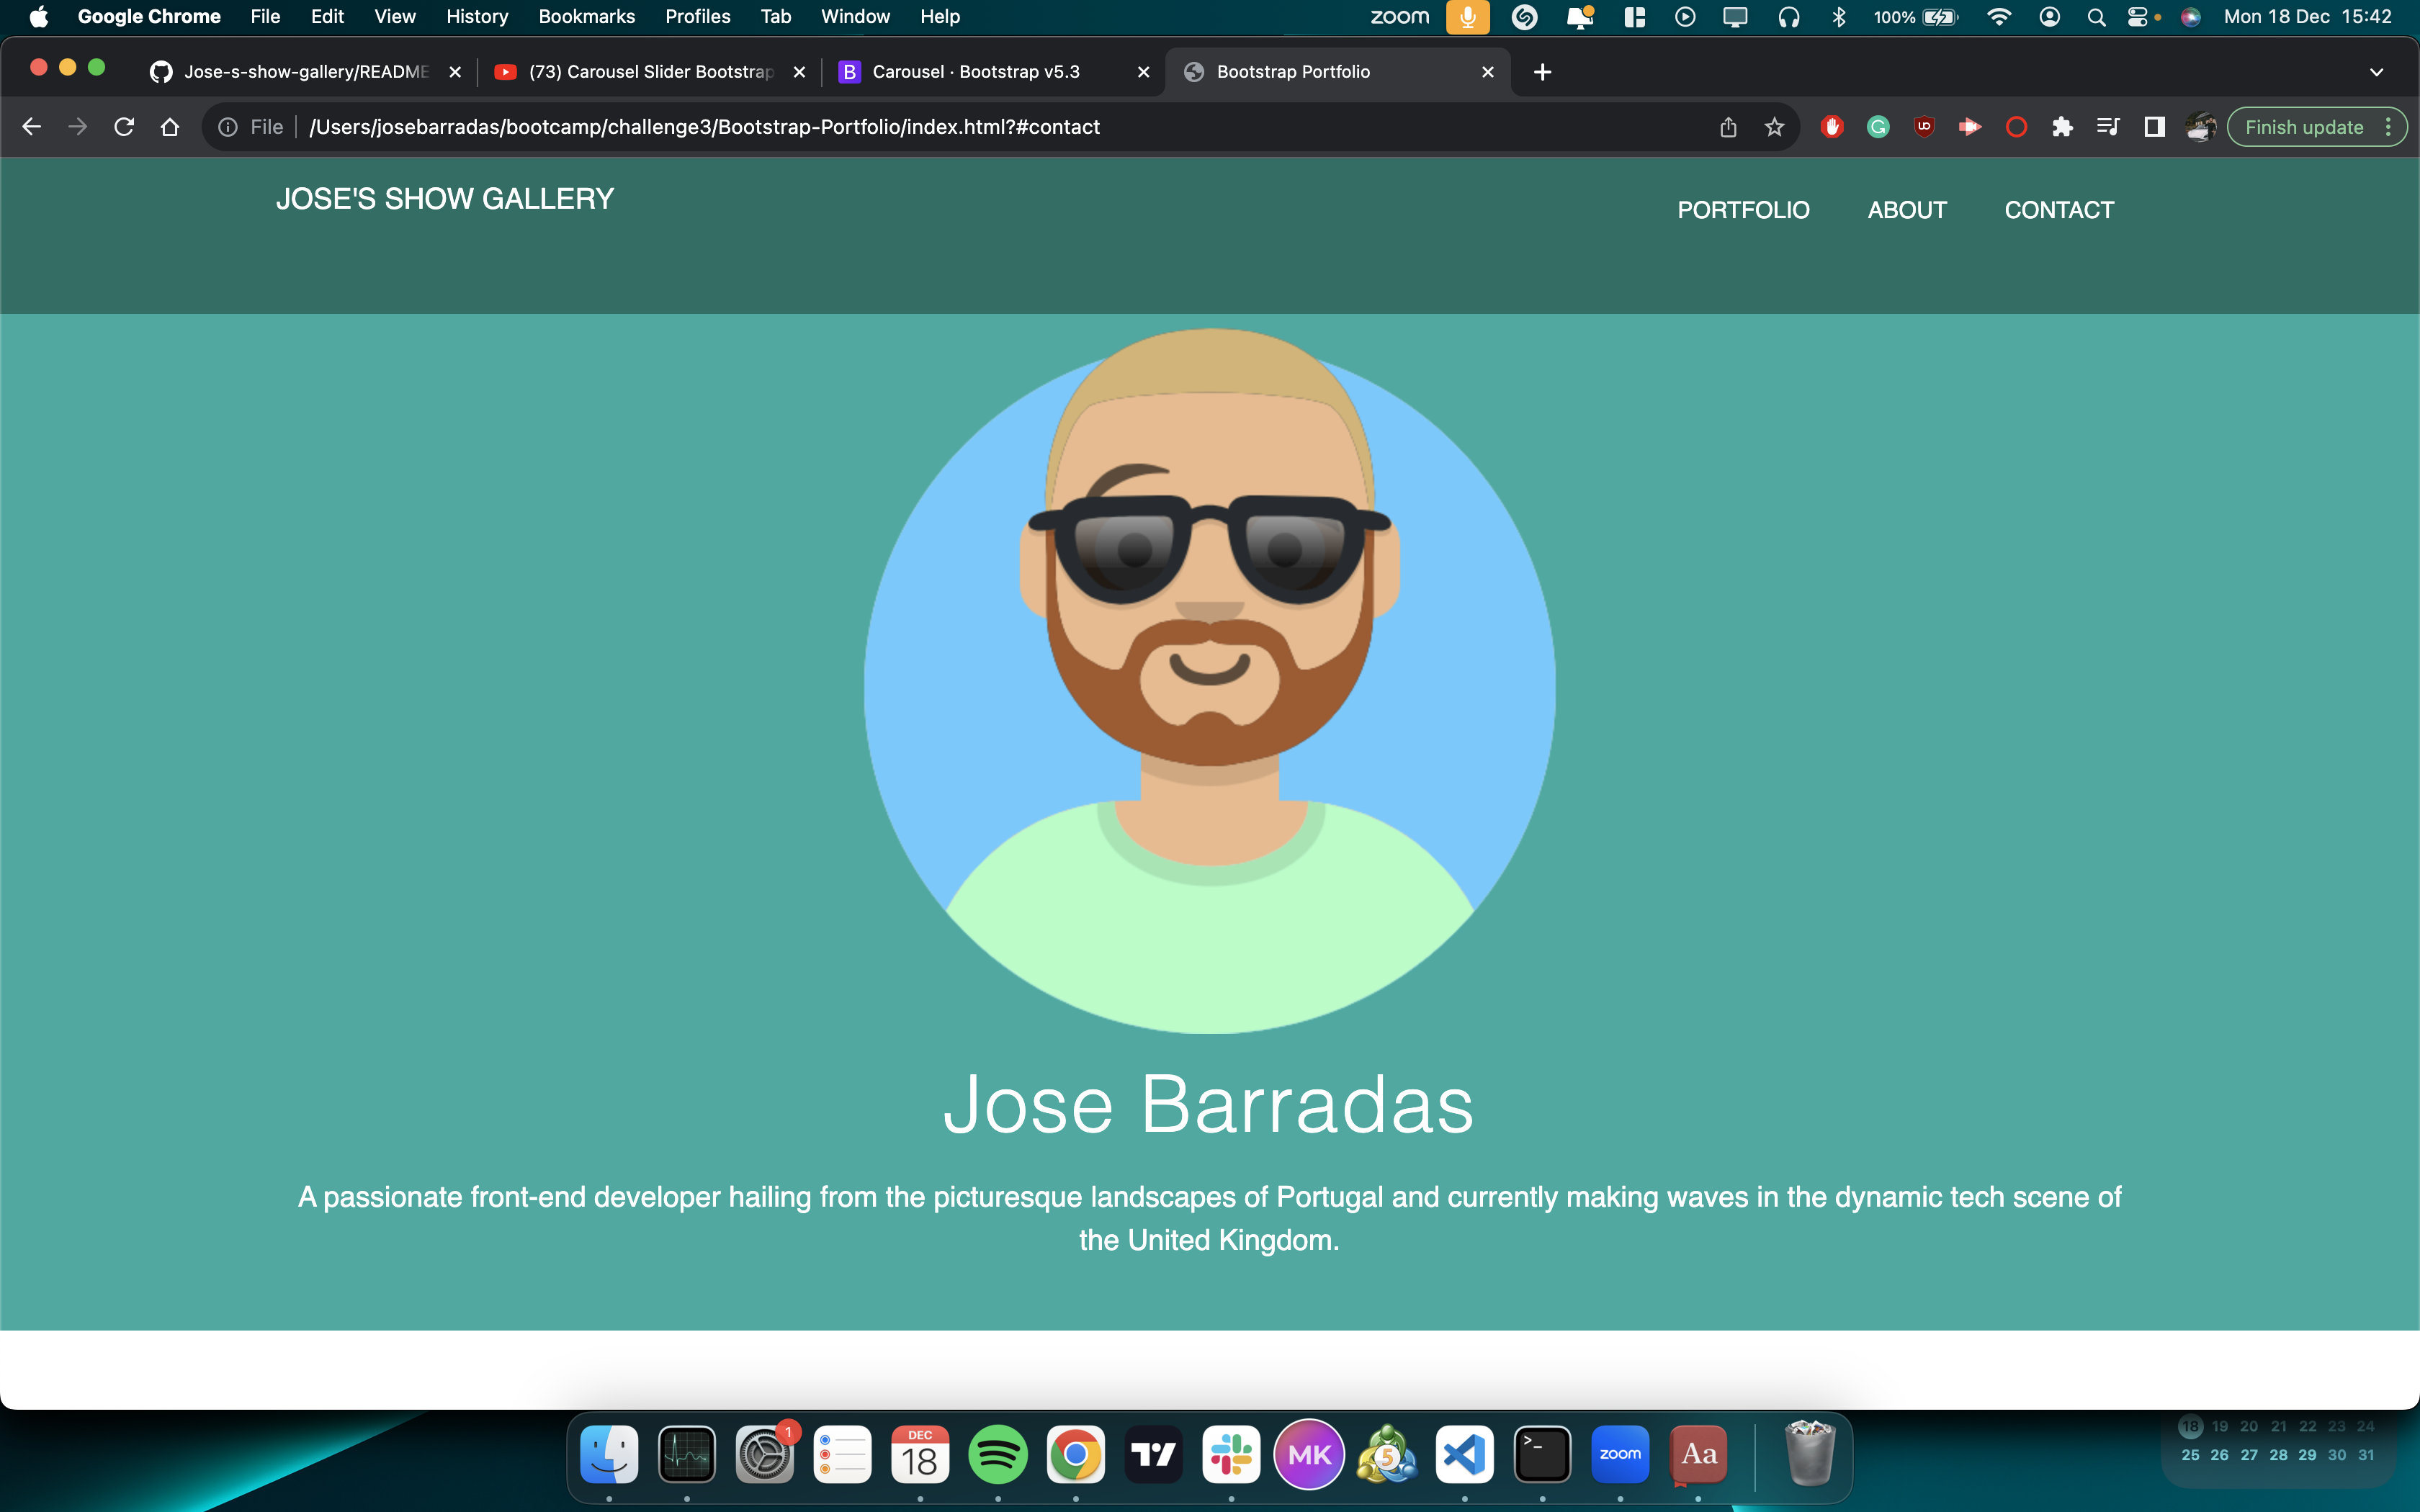 Google Chrome File Edit View History Bookmarks Profiles Tab Window Help zoom 100% Mon 18 Dec 15:42
Jose-s-show-gallery/README (73) Carousel Slider Bootstrap B Carousel · Bootstrap v5.3 Bootstrap Portfolio
File /Users/josebarradas/bootcamp/challenge3/Bootstrap-Portfolio/index.html?#contact Finish update
JOSE'S SHOW GALLERY PORTFOLIO ABOUT CONTACT
Jose Barradas
A passionate front-end developer hailing from the picturesque landscapes of Portugal and currently making waves in the dynamic tech scene of
the United Kingdom.
1 DEC 18 MK 5 >_ zoom Aa
18 19 20 21 22 23 24
25 26 27 28 29 30 31